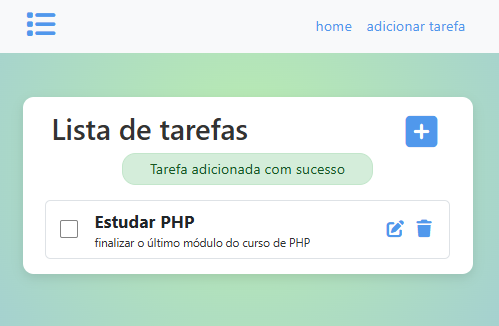 home adicionar tarefa
Lista de tarefas
Tarefa adicionada com sucesso
Estudar PHP
finalizar o último módulo do curso de PHP